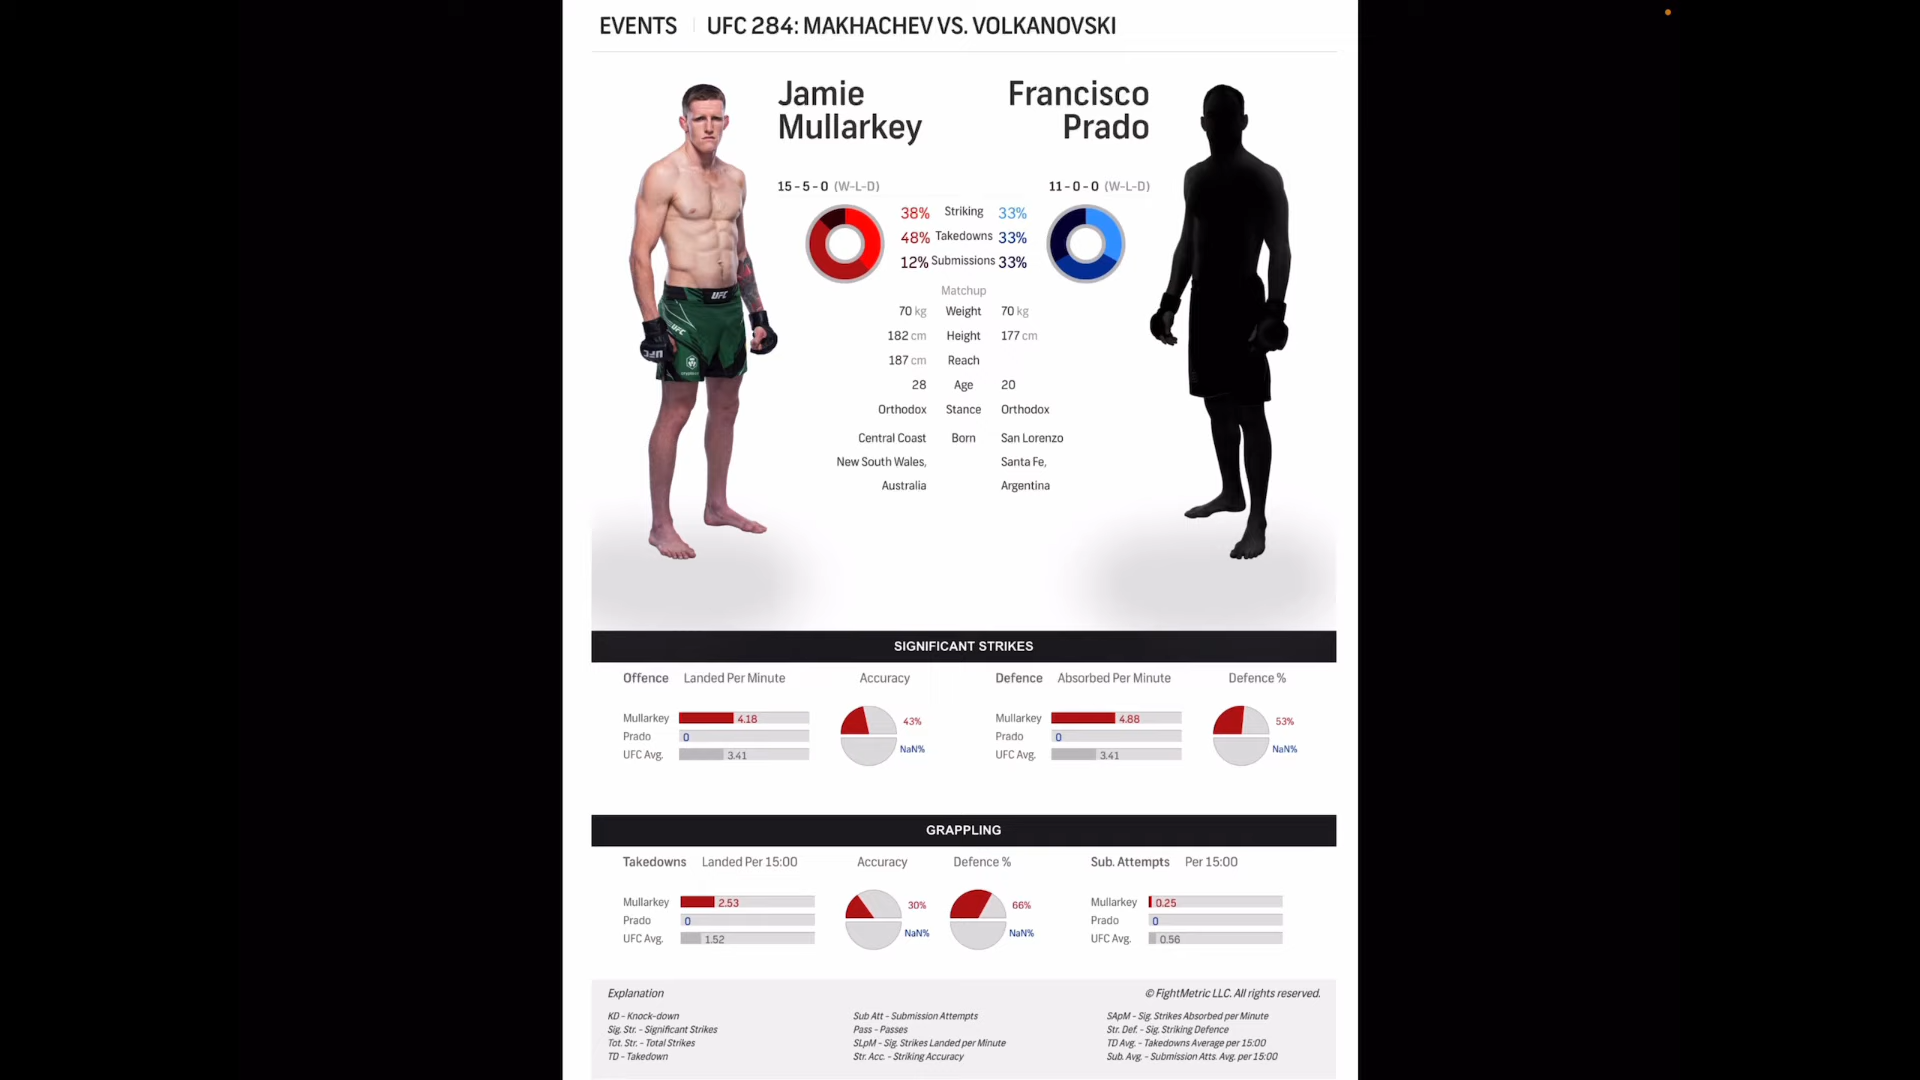 EVENTS UFC 284: MAKHACHEV VS. VOLKANOVSKI
Jamie
Mullarkey
Francisco
Prado
15 - 5 - 0 (W-L-D)
11 - 0 - 0 (W-L-D)
38% Striking 33%
48% Takedowns 33%
12% Submissions 33%
Matchup
70 kg Weight 70 kg
182 cm Height 177 cm
187 cm Reach
28 Age 20
Orthodox Stance Orthodox
Central Coast Born San Lorenzo
New South Wales, Santa Fe,
Australia Argentina
UFC
UFC
UFC
SIGNIFICANT STRIKES
Offence Landed Per Minute Accuracy
Mullarkey 4.18 43%
Prado 0 NaN%
UFC Avg. 3.41
Defence Absorbed Per Minute Defence %
Mullarkey 4.88 53%
Prado 0 NaN%
UFC Avg. 3.41
GRAPPLING
Takedowns Landed Per 15:00 Accuracy Defence %
Mullarkey 2.53 30% 66%
Prado 0 NaN% NaN%
UFC Avg. 1.52
Sub. Attempts Per 15:00
Mullarkey 0.25
Prado 0
UFC Avg. 0.56
Explanation
© FightMetric LLC. All rights reserved.
KD - Knock-down
Sig. Str. - Significant Strikes
Tot. Str. - Total Strikes
TD - Takedown
Sub Att - Submission Attempts
Pass - Passes
SLpM - Sig. Strikes Landed per Minute
Str. Acc. - Striking Accuracy
SApM - Sig. Strikes Absorbed per Minute
Str. Def. - Sig. Striking Defence
TD Avg. - Takedowns Average per 15:00
Sub. Avg. - Submission Atts. Avg. per 15:00